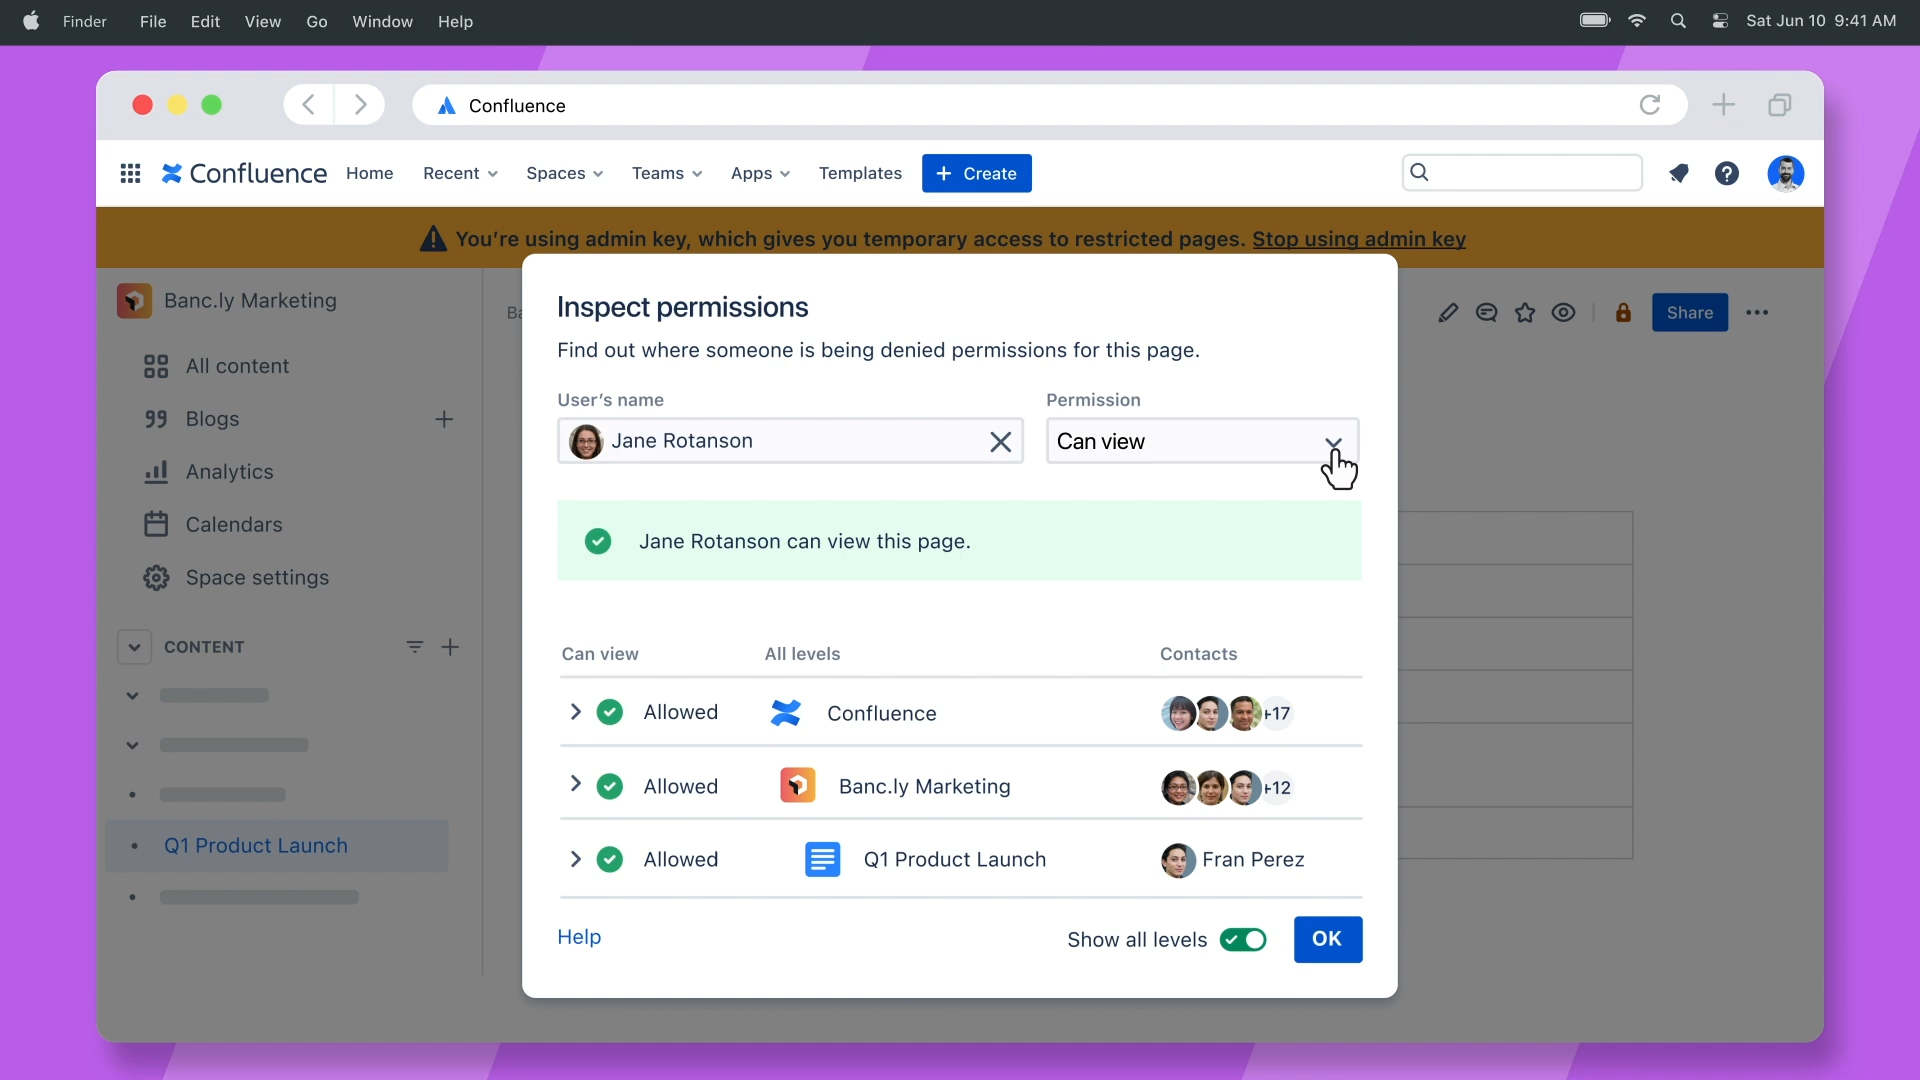 Finder File Edit View Go Window Help Sat Jun 10 9:41 AM
Confluence
Confluence Home Recent Spaces Teams Apps Templates + Create
You're using admin key, which gives you temporary access to restricted pages. Stop using admin key
Banc.ly Marketing
All content
Blogs
Analytics
Calendars
Space settings
CONTENT
Q1 Product Launch
Ba
Share
Inspect permissions
Find out where someone is being denied permissions for this page.
User's name Permission
Jane Rotanson Can view
Jane Rotanson can view this page.
Can view All levels Contacts
Allowed Confluence +17
Allowed Banc.ly Marketing +12
Allowed Q1 Product Launch Fran Perez
Help Show all levels OK